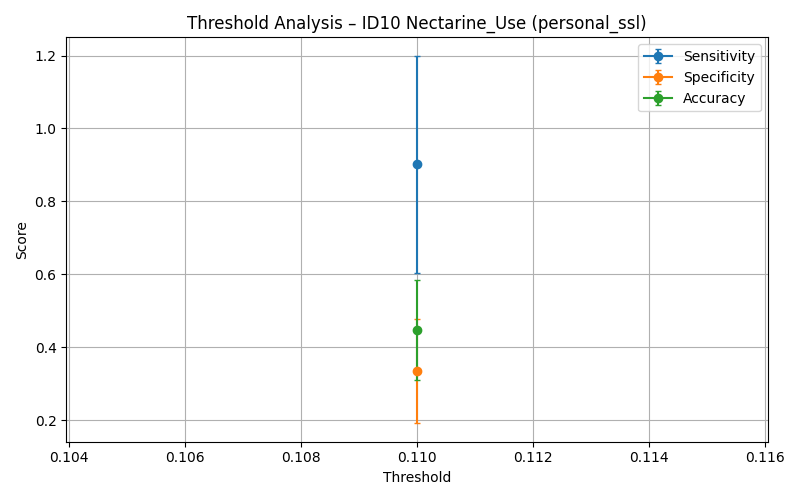 Threshold Analysis – ID10 Nectarine_Use (personal_ssl)
Sensitivity
Specificity
Accuracy
1.2
1.0
0.8
0.6
0.4
0.2
Score
0.104
0.106
0.108
0.110
0.112
0.114
0.116
Threshold